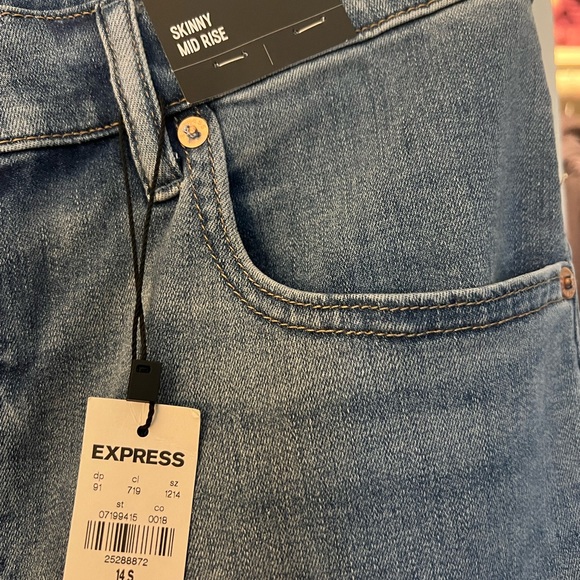 SKINNY
MID RISE
EXPRESS
dp cl sz
91 719 1214
st co
07199415 0018
25288872
14 S